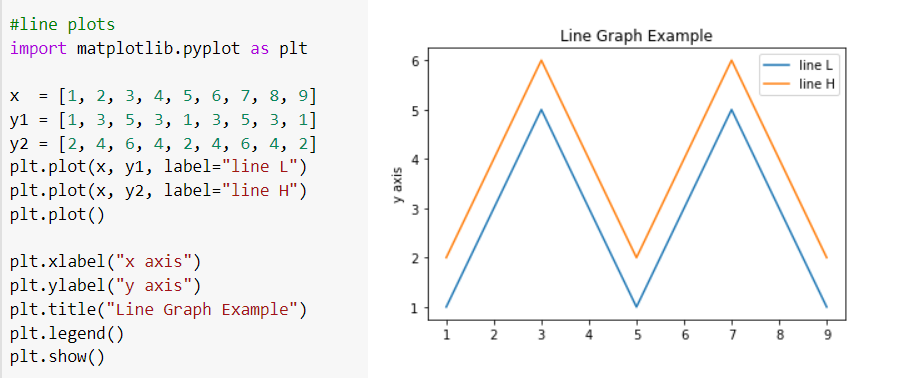 #line plots
import matplotlib.pyplot as plt
x  = [1, 2, 3, 4, 5, 6, 7, 8, 9]
y1 = [1, 3, 5, 3, 1, 3, 5, 3, 1]
y2 = [2, 4, 6, 4, 2, 4, 6, 4, 2]
plt.plot(x, y1, label="line L")
plt.plot(x, y2, label="line H")
plt.plot()
plt.xlabel("x axis")
plt.ylabel("y axis")
plt.title("Line Graph Example")
plt.legend()
plt.show()
Line Graph Example
line L
line H
y axis
6
5
4
3
2
1
1 2 3 4 5 6 7 8 9